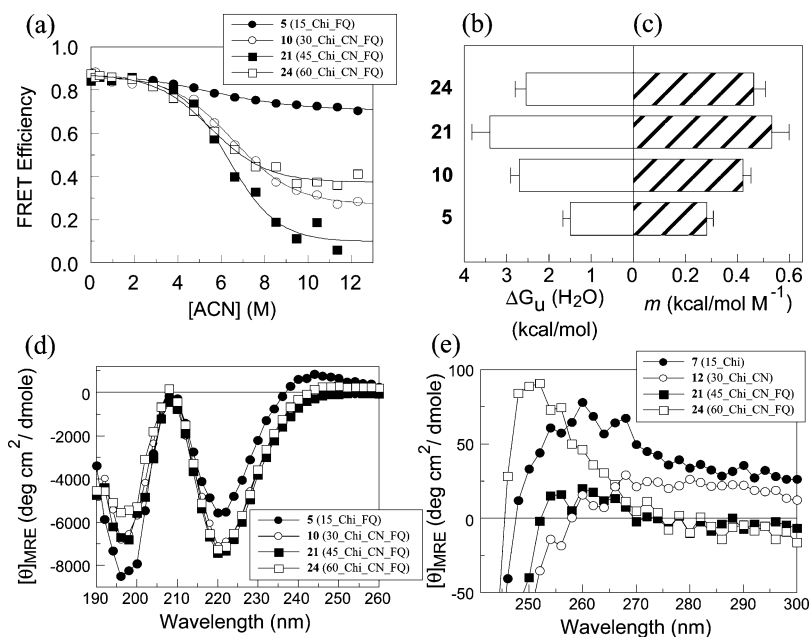 (a)
5 (15_Chi_FQ)
10 (30_Chi_CN_FQ)
21 (45_Chi_CN_FQ)
24 (60_Chi_CN_FQ)
FRET Efficiency
1.0
0.8
0.6
0.4
0.2
0.0
0 2 4 6 8 10 12
[ACN] (M)
(b) (c)
24
21
10
5
4 3 2 1 0 0.2 0.4 0.6
ΔGu (H2O)
(kcal/mol)
m (kcal/mol M-1)
(d)
[θ]MRE (deg cm2/ dmole)
0
-2000
-4000
-6000
-8000
5 (15_Chi_FQ)
10 (30_Chi_CN_FQ)
21 (45_Chi_CN_FQ)
24 (60_Chi_CN_FQ)
190 200 210 220 230 240 250 260
Wavelength (nm)
(e)
7 (15_Chi)
12 (30_Chi_CN)
21 (45_Chi_CN_FQ)
24 (60_Chi_CN_FQ)
[θ]MRE (deg cm2/ dmole)
100
50
0
-50
250 260 270 280 290 300
Wavelength (nm)